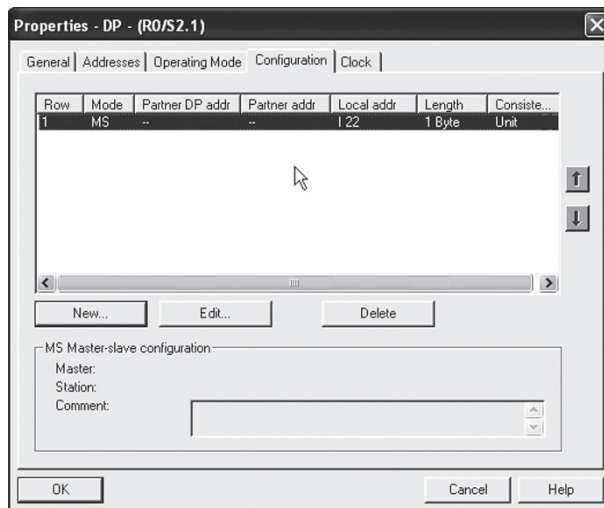 Properties - DP - (R0/S2.1)
General Addresses Operating Mode Configuration Clock
Row Mode Partner DP addr Partner addr Local addr Length Consiste...
1 MS -- -- I 22 1 Byte Unit
New... Edit... Delete
MS Master-slave configuration
Master:
Station:
Comment:
OK Cancel Help